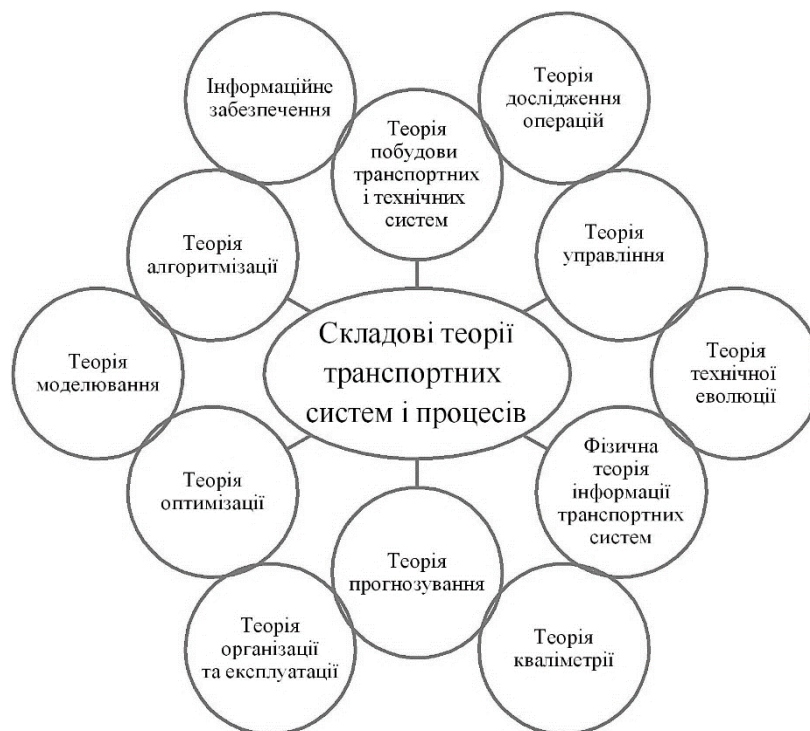 Інформаційне
забезпечення
Теорія
дослідження
операцій
Теорія
побудови
транспортних
і технічних
систем
Теорія
алгоритмізації
Теорія
управління
Складові теорії
транспортних
систем і процесів
Теорія
моделювання
Теорія
технічної
еволюції
Теорія
оптимізації
Фізична
теорія
інформації
транспортних
систем
Теорія
прогнозування
Теорія
організації
та експлуатації
Теорія
кваліметрії